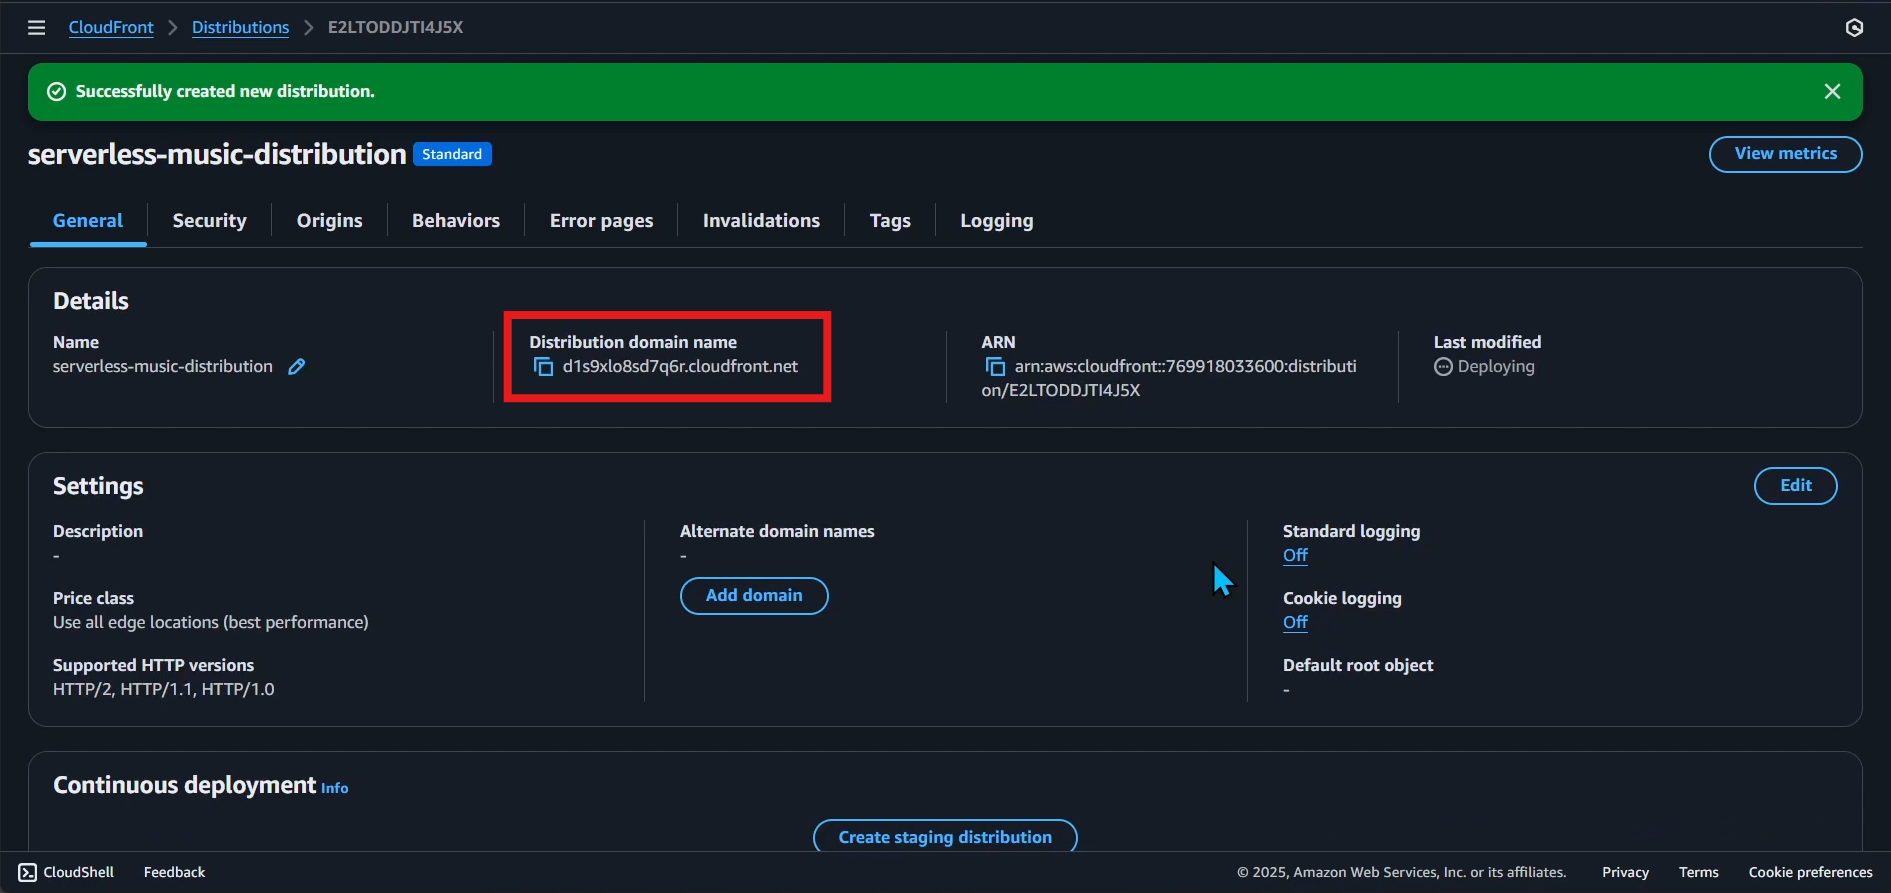 CloudFront > Distributions > E2LTODDJTI4J5X
Successfully created new distribution.
serverless-music-distribution Standard
View metrics
General Security Origins Behaviors Error pages Invalidations Tags Logging
Details
Name
serverless-music-distribution
Distribution domain name
d1s9xlo8sd7q6r.cloudfront.net
ARN
arn:aws:cloudfront::769918033600:distributi
on/E2LTODDJTI4J5X
Last modified
Deploying
Settings
Edit
Description
-
Price class
Use all edge locations (best performance)
Supported HTTP versions
HTTP/2, HTTP/1.1, HTTP/1.0
Alternate domain names
-
Add domain
Standard logging
Off
Cookie logging
Off
Default root object
-
Continuous deployment Info
Create staging distribution
CloudShell Feedback © 2025, Amazon Web Services, Inc. or its affiliates. Privacy Terms Cookie preferences